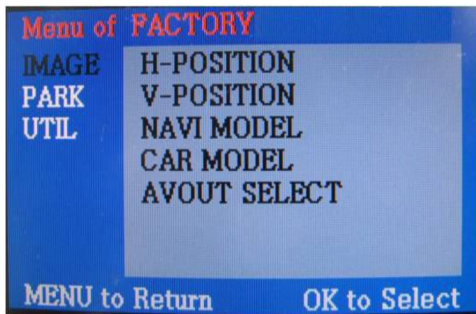 Menu of FACTORY
IMAGE H-POSITION
PARK V-POSITION
UTIL NAVI MODEL
CAR MODEL
AVOUT SELECT
MENU to Return OK to Select